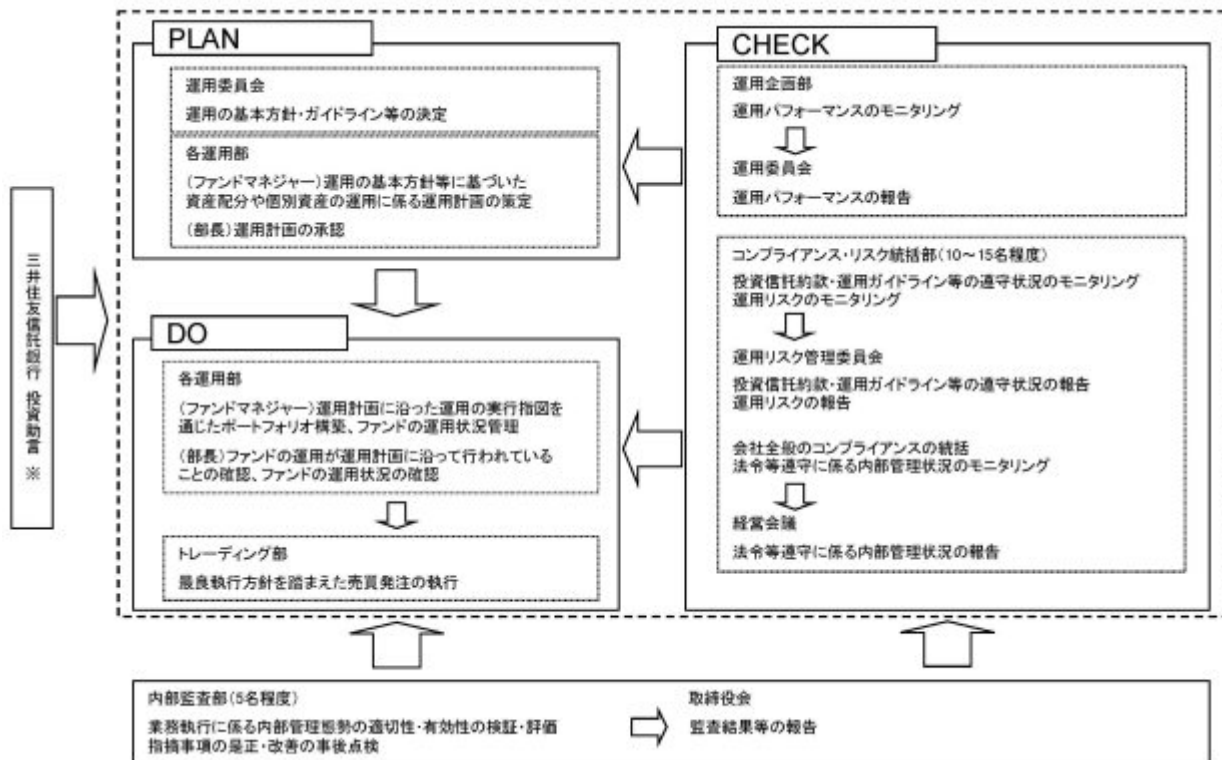 三井住友信託銀行 投資助言 ※
PLAN
運用委員会
運用の基本方針・ガイドライン等の決定
各運用部
(ファンドマネジャー)運用の基本方針等に基づいた
資産配分や個別資産の運用に係る運用計画の策定
(部長)運用計画の承認
DO
各運用部
(ファンドマネジャー)運用計画に沿った運用の実行指図を
通じたポートフォリオ構築、ファンドの運用状況管理
(部長)ファンドの運用が運用計画に沿って行われている
ことの確認、ファンドの運用状況の確認
トレーディング部
最良執行方針を踏まえた売買発注の執行
CHECK
運用企画部
運用パフォーマンスのモニタリング
運用委員会
運用パフォーマンスの報告
コンプライアンス・リスク統括部(10～15名程度)
投資信託約款・運用ガイドライン等の遵守状況のモニタリング
運用リスクのモニタリング
運用リスク管理委員会
投資信託約款・運用ガイドライン等の遵守状況の報告
運用リスクの報告
会社全般のコンプライアンスの統括
法令等遵守に係る内部管理状況のモニタリング
経営会議
法令等遵守に係る内部管理状況の報告
内部監査部(5名程度)
業務執行に係る内部管理態勢の適切性・有効性の検証・評価
指摘事項の是正・改善の事後点検
取締役会
監査結果等の報告